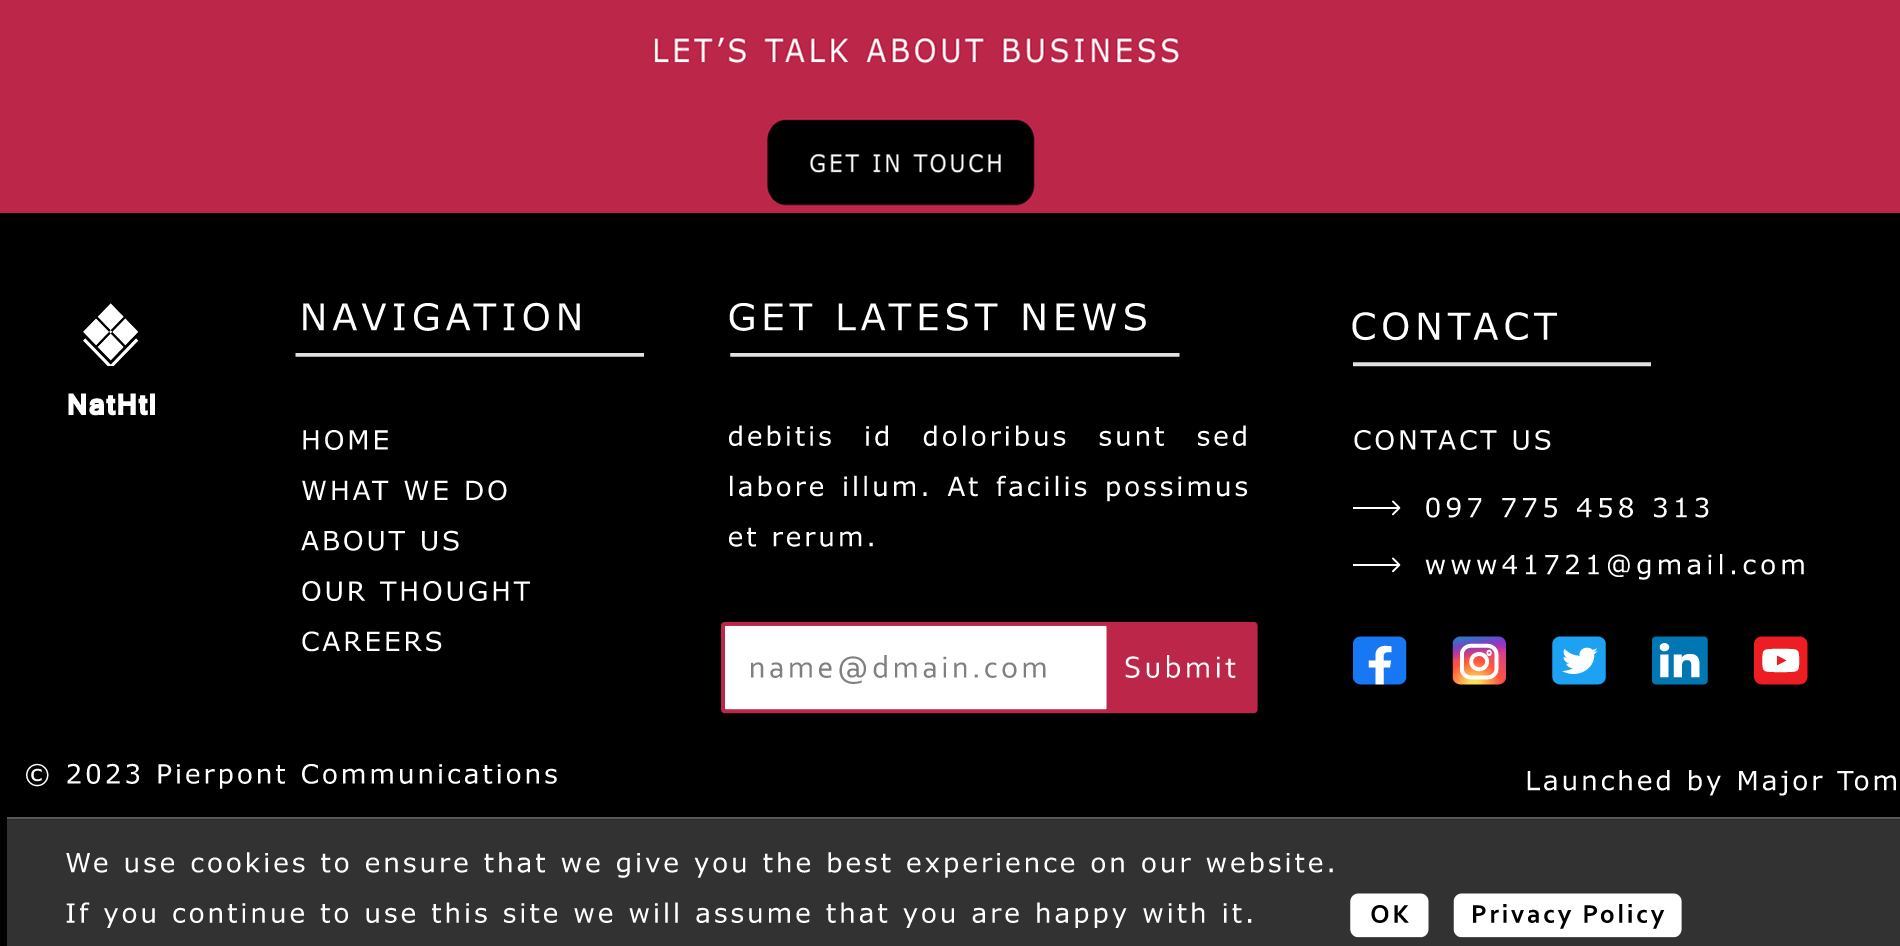 LET’S TALK ABOUT BUSINESS
GET IN TOUCH
NatHtl
NAVIGATION
HOME
WHAT WE DO
ABOUT US
OUR THOUGHT
CAREERS
GET LATEST NEWS
debitis id doloribus sunt sed
labore illum. At facilis possimus
et rerum.
name@dmain.com
Submit
CONTACT
CONTACT US
097 775 458 313
www41721@gmail.com
© 2023 Pierpont Communications
Launched by Major Tom
We use cookies to ensure that we give you the best experience on our website.
If you continue to use this site we will assume that you are happy with it.
OK
Privacy Policy